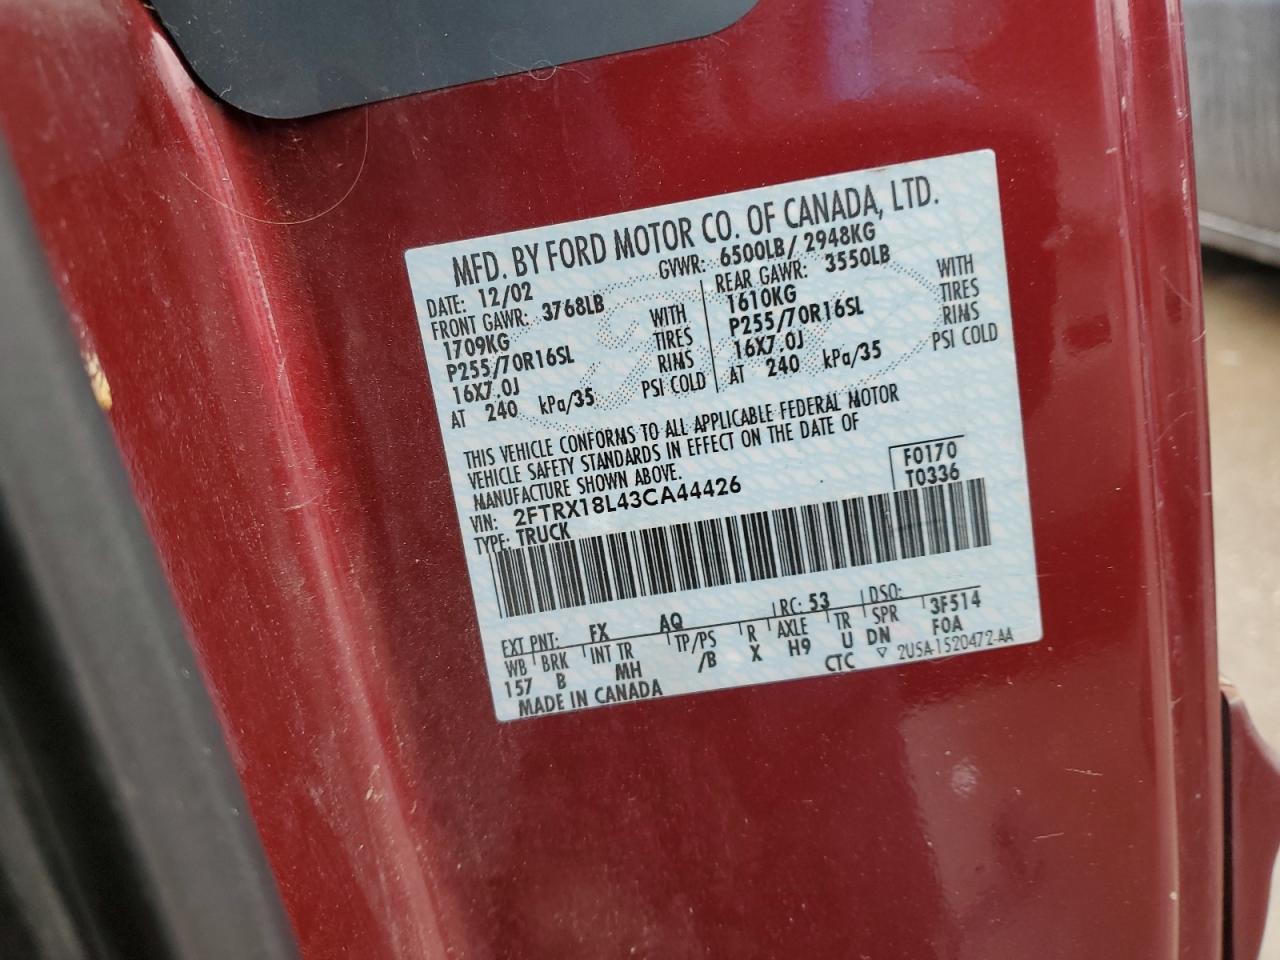 MFD. BY FORD MOTOR CO. OF CANADA, LTD.
DATE: 12/02 GVWR: 6500LB/ 2948KG
FRONT GAWR: 3768LB REAR GAWR: 3550LB
1709KG WITH 1610KG WITH
P255/70R16SL TIRES P255/70R16SL TIRES
16X7.0J RIMS 16X7.0J RIMS
AT 240 kPa/35 PSI COLD AT 240 kPa/35 PSI COLD
THIS VEHICLE CONFORMS TO ALL APPLICABLE FEDERAL MOTOR
VEHICLE SAFETY STANDARDS IN EFFECT ON THE DATE OF
MANUFACTURE SHOWN ABOVE. F0170
VIN: 2FTRX18L43CA44426 T0336
TYPE: TRUCK
EXT PNT: FX AQ RC: 53 DSO:
WB BRK INT TR TP/PS R AXLE TR SPR 3F514
157 B MH /B X H9 U DN F0A
MADE IN CANADA CTC ▽ 2U5A-1520472-AA